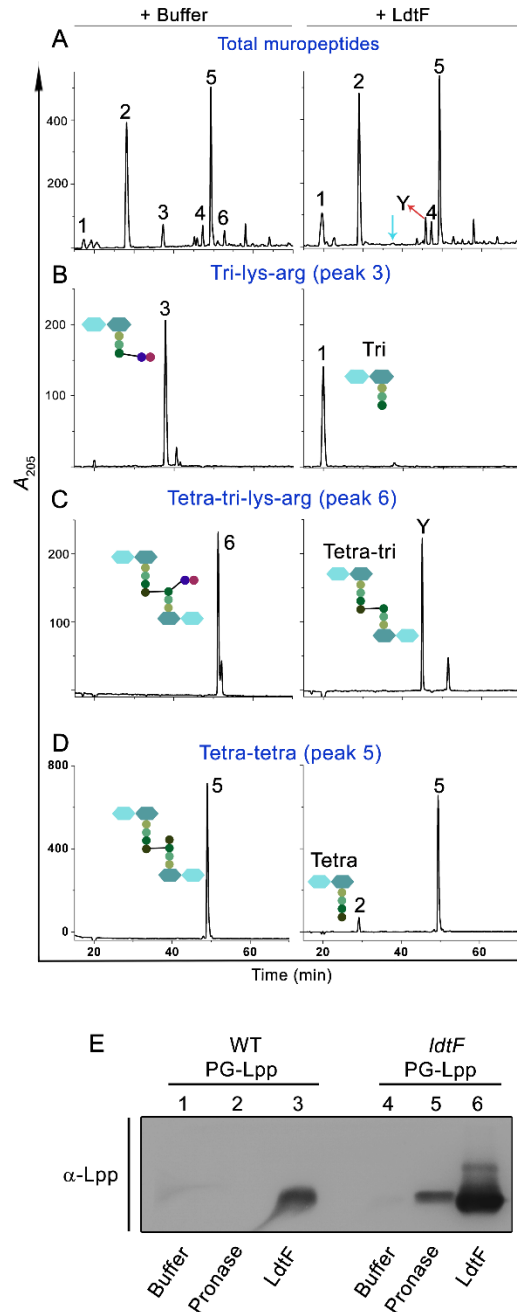 + Buffer + LdtF
A Total muropeptides
400
200
0
1 2 3 4 5 6
1 2 Y 4 5
B Tri-lys-arg (peak 3)
200
100
3
1 Tri
C Tetra-tri-lys-arg (peak 6)
200
100
6
Y Tetra-tri
D Tetra-tetra (peak 5)
800
400
0
5
Tetra 2 5
A205
20 40 60 20 40 60
Time (min)
E WT ldtF
PG-Lpp PG-Lpp
1 2 3 4 5 6
α-Lpp
Buffer Pronase LdtF Buffer Pronase LdtF